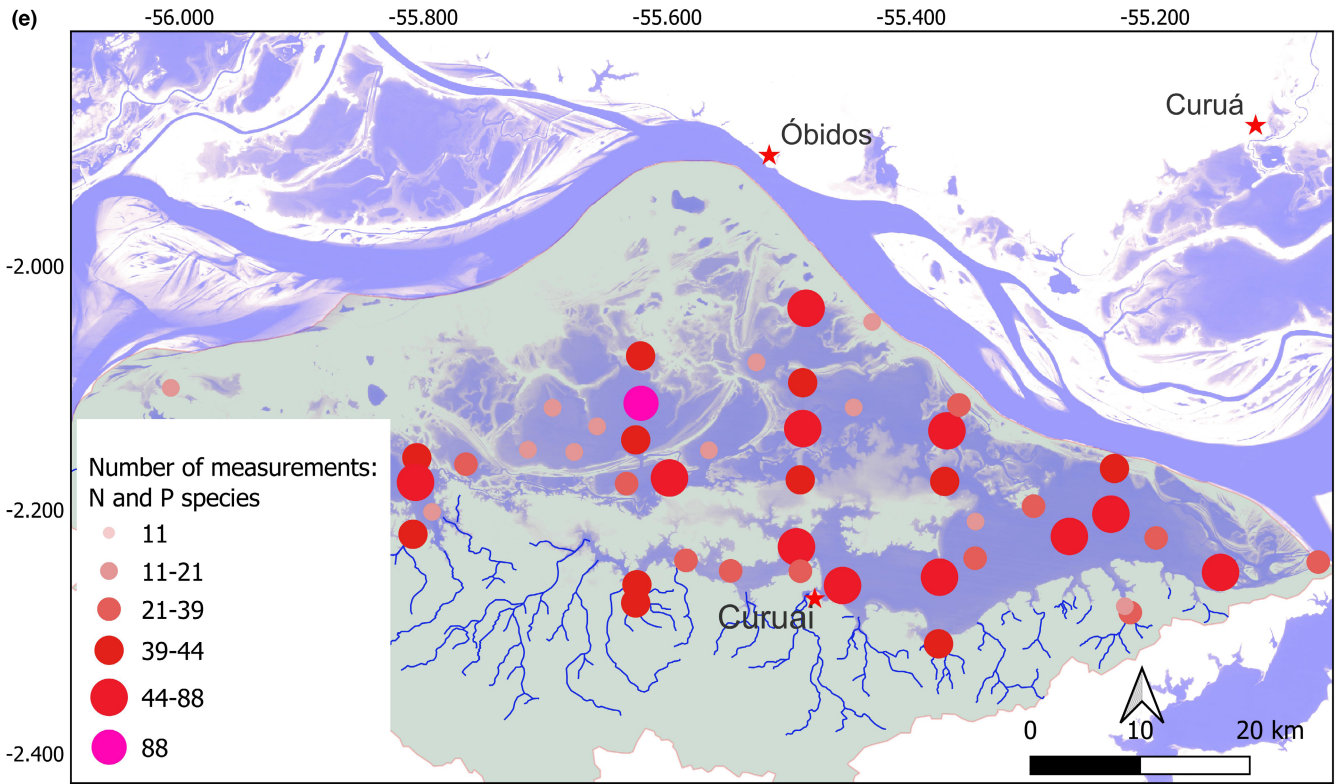 (e)
-56.000 -55.800 -55.600 -55.400 -55.200
Curuá
Óbidos
-2.000
-2.200
-2.400
Number of measurements:
N and P species
11
11-21
21-39
39-44
44-88
88
Curuai
0 10 20 km